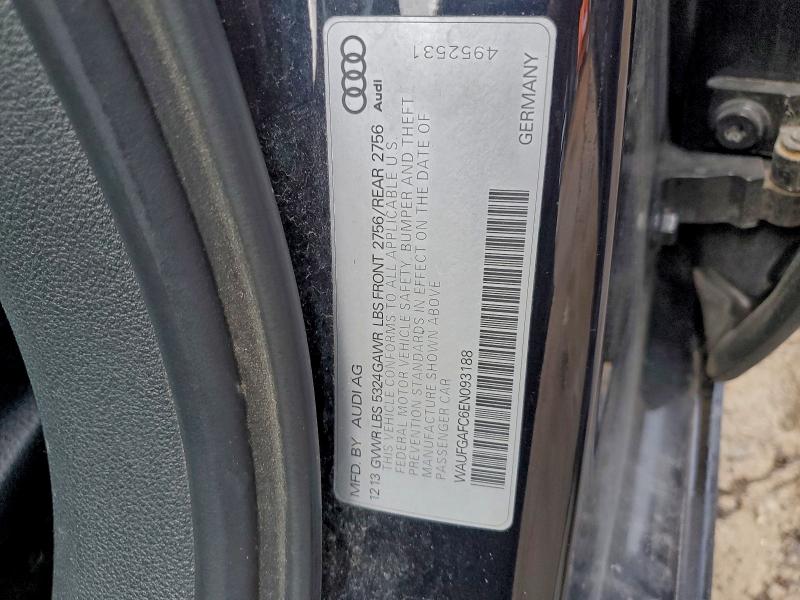 Audi
4952531
MFD. BY AUDI AG
12 13 GVWR LBS 5324 GAWR LBS FRONT 2756/REAR 2756
THIS VEHICLE CONFORMS TO ALL APPLICABLE U.S.
FEDERAL MOTOR VEHICLE SAFETY, BUMPER AND THEFT
PREVENTION STANDARDS IN EFFECT ON THE DATE OF
MANUFACTURE SHOWN ABOVE
PASSENGER CAR
WAUFGAFC6EN093188
GERMANY